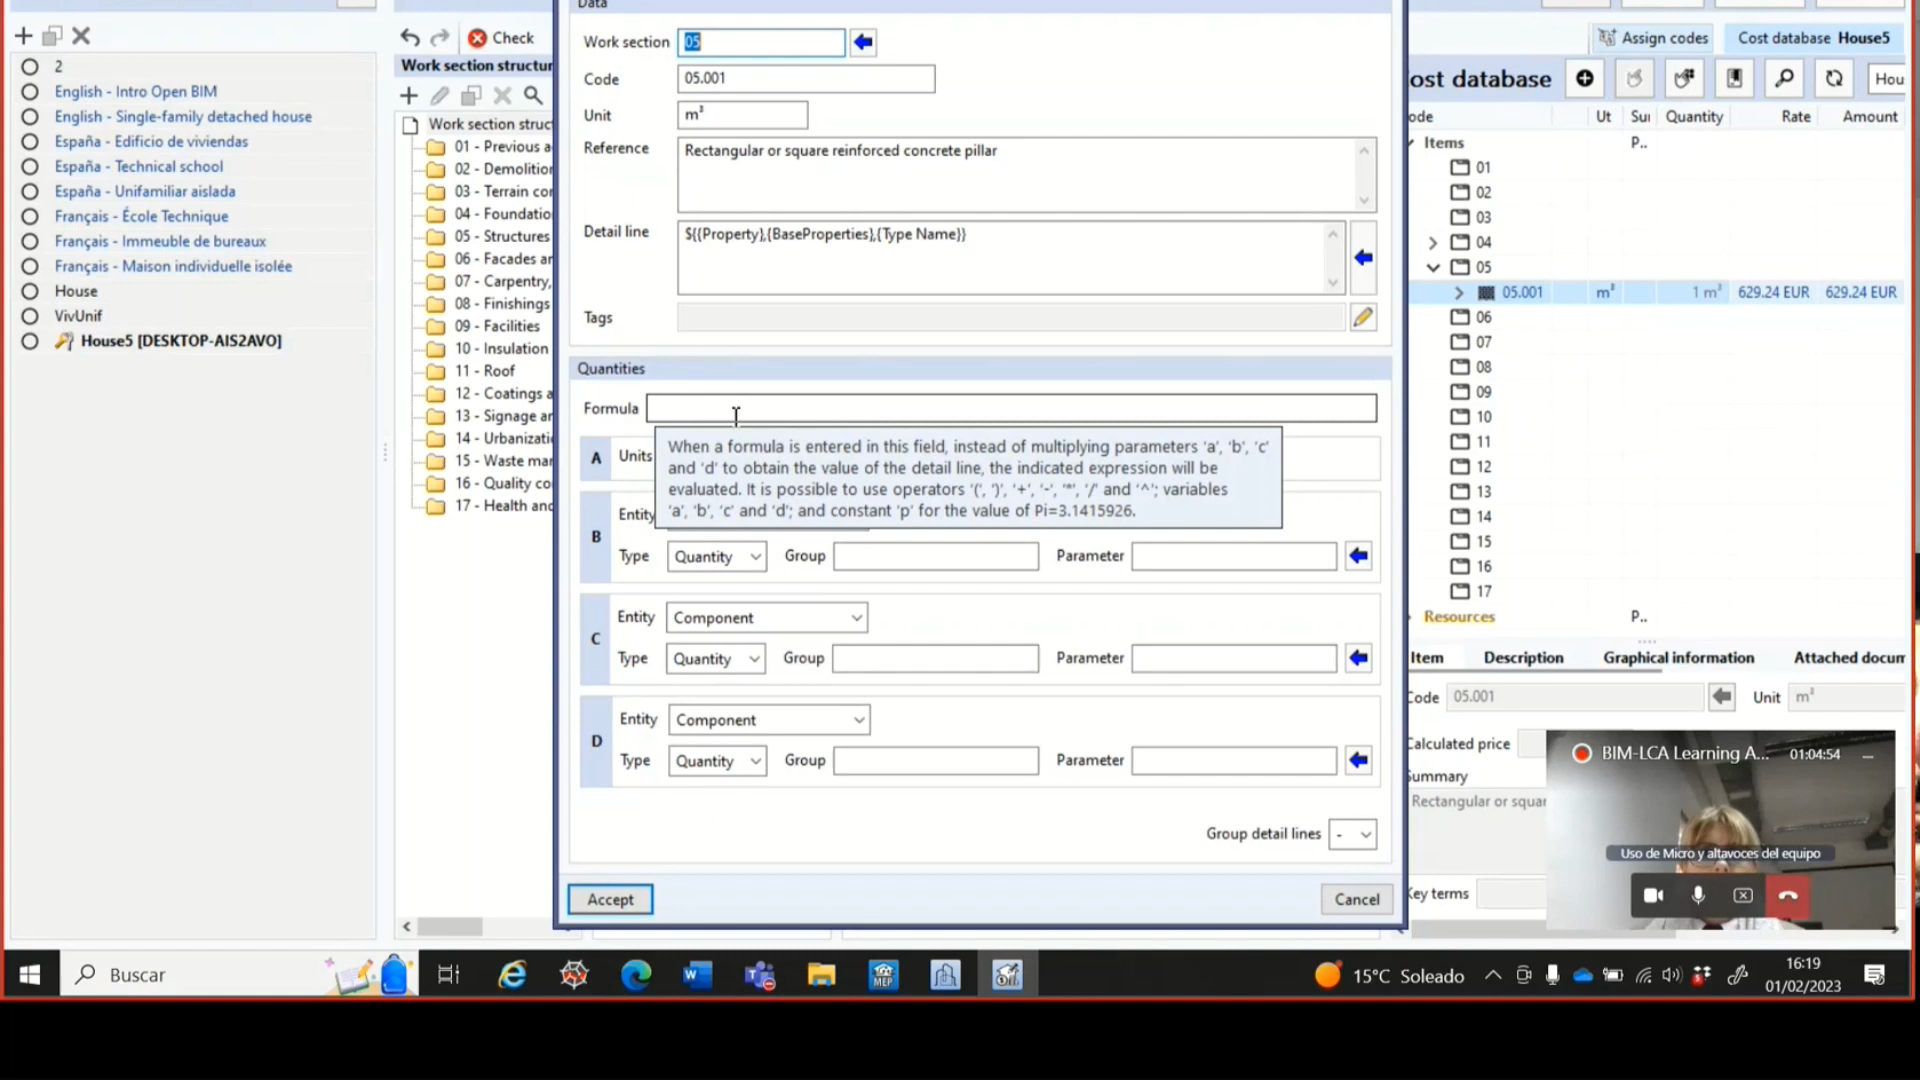 Data
Work section 05
Code 05.001
Unit m³
Reference Rectangular or square reinforced concrete pillar
Detail line ${{Property},{BaseProperties},{Type Name}}
Tags
Quantities
Formula
When a formula is entered in this field, instead of multiplying parameters 'a', 'b', 'c'
and 'd' to obtain the value of the detail line, the indicated expression will be
evaluated. It is possible to use operators '(', ')', '+', '-', '*', '/' and '^'; variables
'a', 'b', 'c' and 'd'; and constant 'p' for the value of Pi=3.1415926.
A Units
B Entity
Type Quantity Group Parameter
C Entity Component
Type Quantity Group Parameter
D Entity Component
Type Quantity Group Parameter
Group detail lines -
Accept Cancel
2
English - Intro Open BIM
English - Single-family detached house
España - Edificio de viviendas
España - Technical school
España - Unifamiliar aislada
Français - École Technique
Français - Immeuble de bureaux
Français - Maison individuelle isolée
House
VivUnif
House5 [DESKTOP-AIS2AVO]
Check
Work section structur
Work section struct
01 - Previous a
02 - Demolition
03 - Terrain con
04 - Foundatio
05 - Structures
06 - Facades an
07 - Carpentry,
08 - Finishings
09 - Facilities
10 - Insulation
11 - Roof
12 - Coatings a
13 - Signage an
14 - Urbanizati
15 - Waste mar
16 - Quality co
17 - Health and
Assign codes Cost database House5
ost database Hou
ode Ut Sur Quantity Rate Amount
Items P..
01
02
03
04
05
05.001 m³ 1 m³ 629.24 EUR 629.24 EUR
06
07
08
09
10
11
12
13
14
15
16
17
Resources P..
Item Description Graphical information Attached docum
Code 05.001 Unit m³
Calculated price
Summary
Rectangular or squar
Key terms
BIM-LCA Learning A... 01:04:54
Uso de Micro y altavoces del equipo
Buscar
MEP
15°C Soleado
16:19
01/02/2023